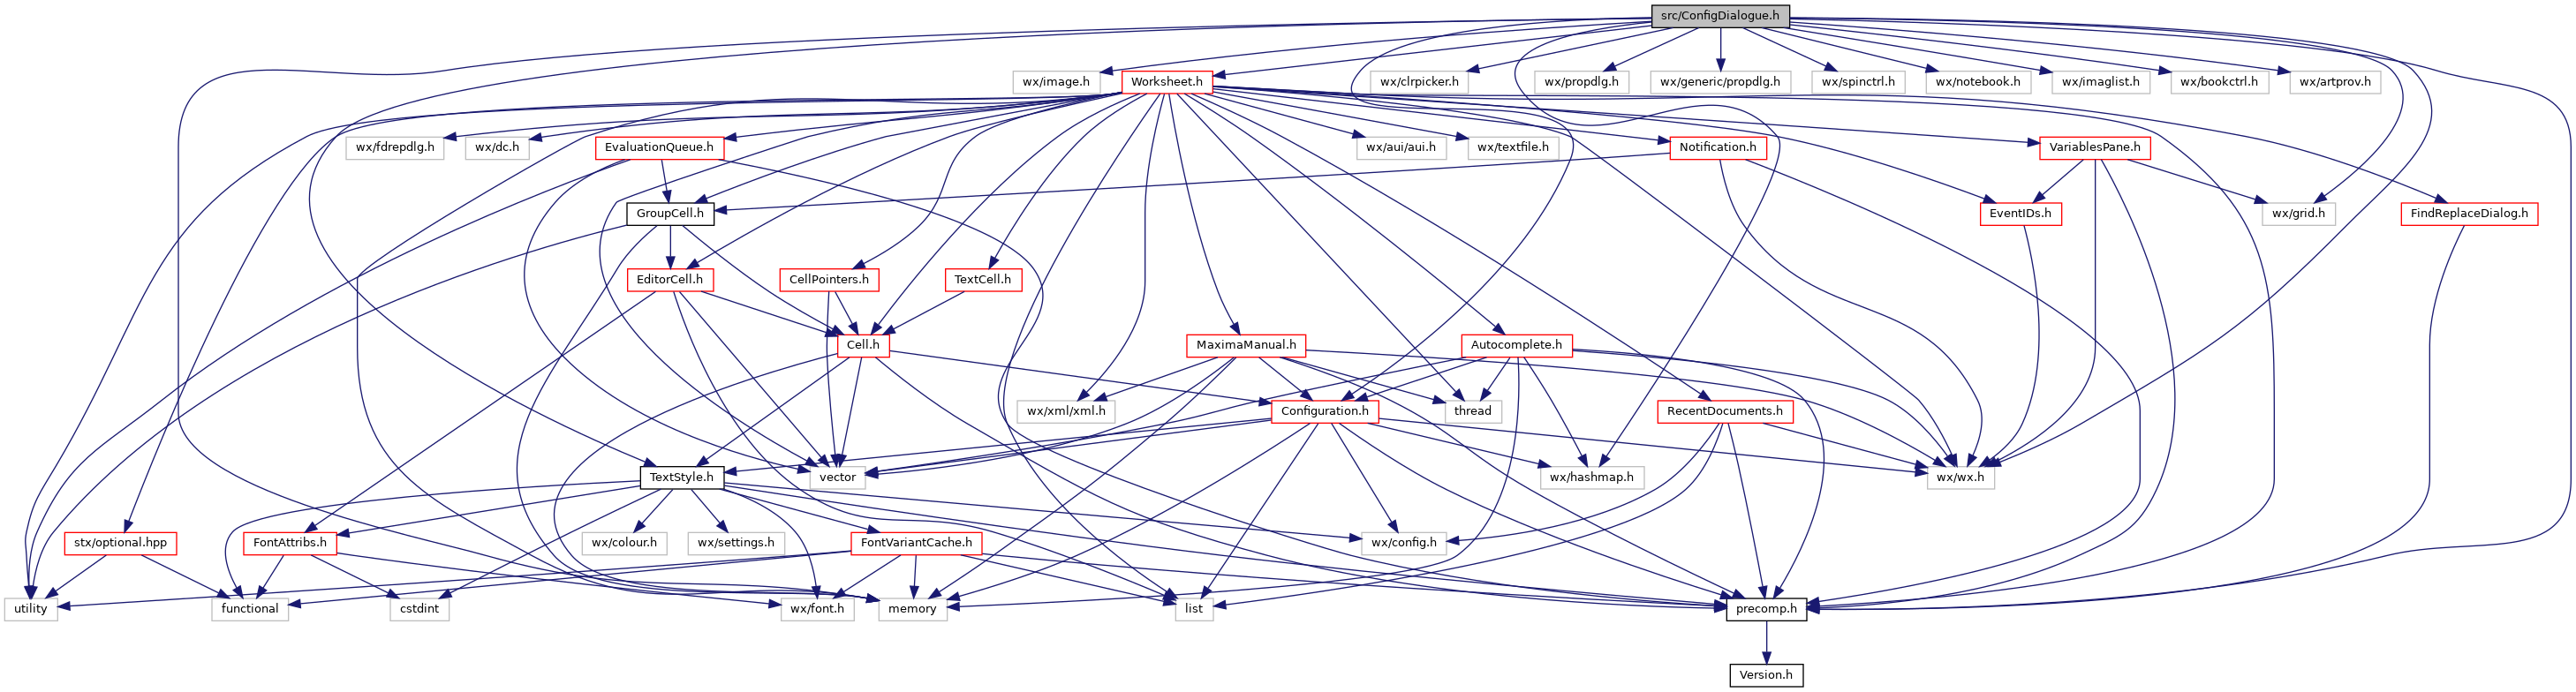 src/ConfigDialogue.h
wx/image.h
Worksheet.h
wx/clrpicker.h
wx/propdlg.h
wx/generic/propdlg.h
wx/spinctrl.h
wx/notebook.h
wx/imaglist.h
wx/bookctrl.h
wx/artprov.h
wx/fdrepdlg.h
wx/dc.h
EvaluationQueue.h
wx/aui/aui.h
wx/textfile.h
Notification.h
VariablesPane.h
GroupCell.h
EventIDs.h
wx/grid.h
FindReplaceDialog.h
EditorCell.h
CellPointers.h
TextCell.h
Cell.h
MaximaManual.h
Autocomplete.h
wx/xml/xml.h
Configuration.h
thread
RecentDocuments.h
TextStyle.h
vector
wx/hashmap.h
wx/wx.h
stx/optional.hpp
FontAttribs.h
wx/colour.h
wx/settings.h
FontVariantCache.h
wx/config.h
utility
functional
cstdint
wx/font.h
memory
list
precomp.h
Version.h